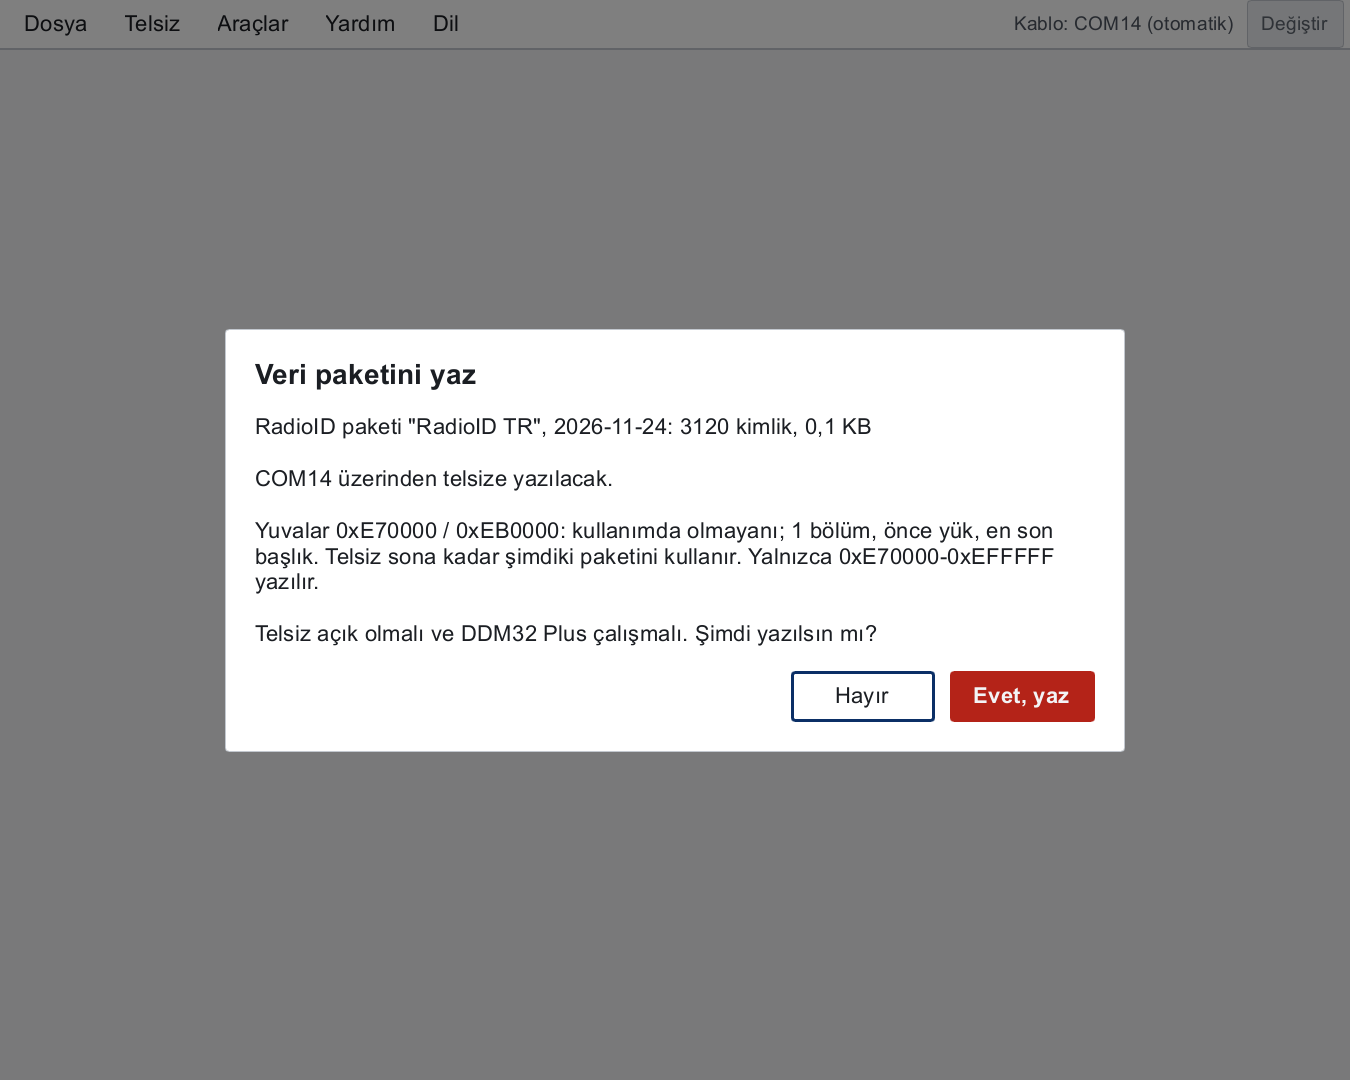 Dosya Telsiz Araçlar Yardım Dil Kablo: COM14 (otomatik) Değiştir
Veri paketini yaz
RadioID paketi "RadioID TR", 2026-11-24: 3120 kimlik, 0,1 KB
COM14 üzerinden telsize yazılacak.
Yuvalar 0xE70000 / 0xEB0000: kullanımda olmayanı; 1 bölüm, önce yük, en son
başlık. Telsiz sona kadar şimdiki paketini kullanır. Yalnızca 0xE70000-0xEFFFFF
yazılır.
Telsiz açık olmalı ve DDM32 Plus çalışmalı. Şimdi yazılsın mı?
Hayır Evet, yaz